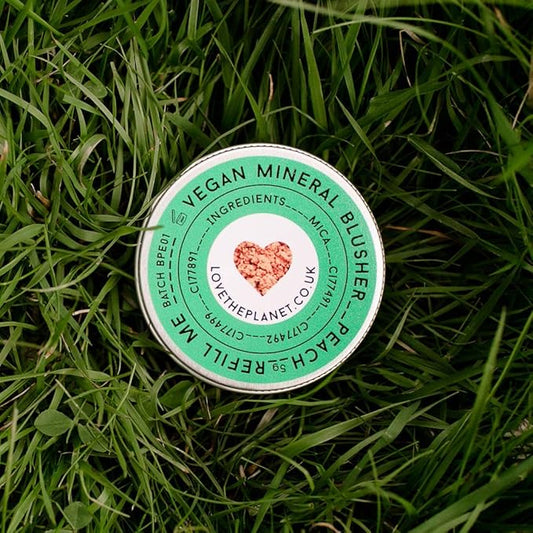 VEGAN MINERAL BLUSHER
PEACH 5g
REFILL ME
BATCH BPE01
INGREDIENTS
MICA
CI77491
CI77492
CI77499
CI77891
LOVETHEPLANET.CO.UK